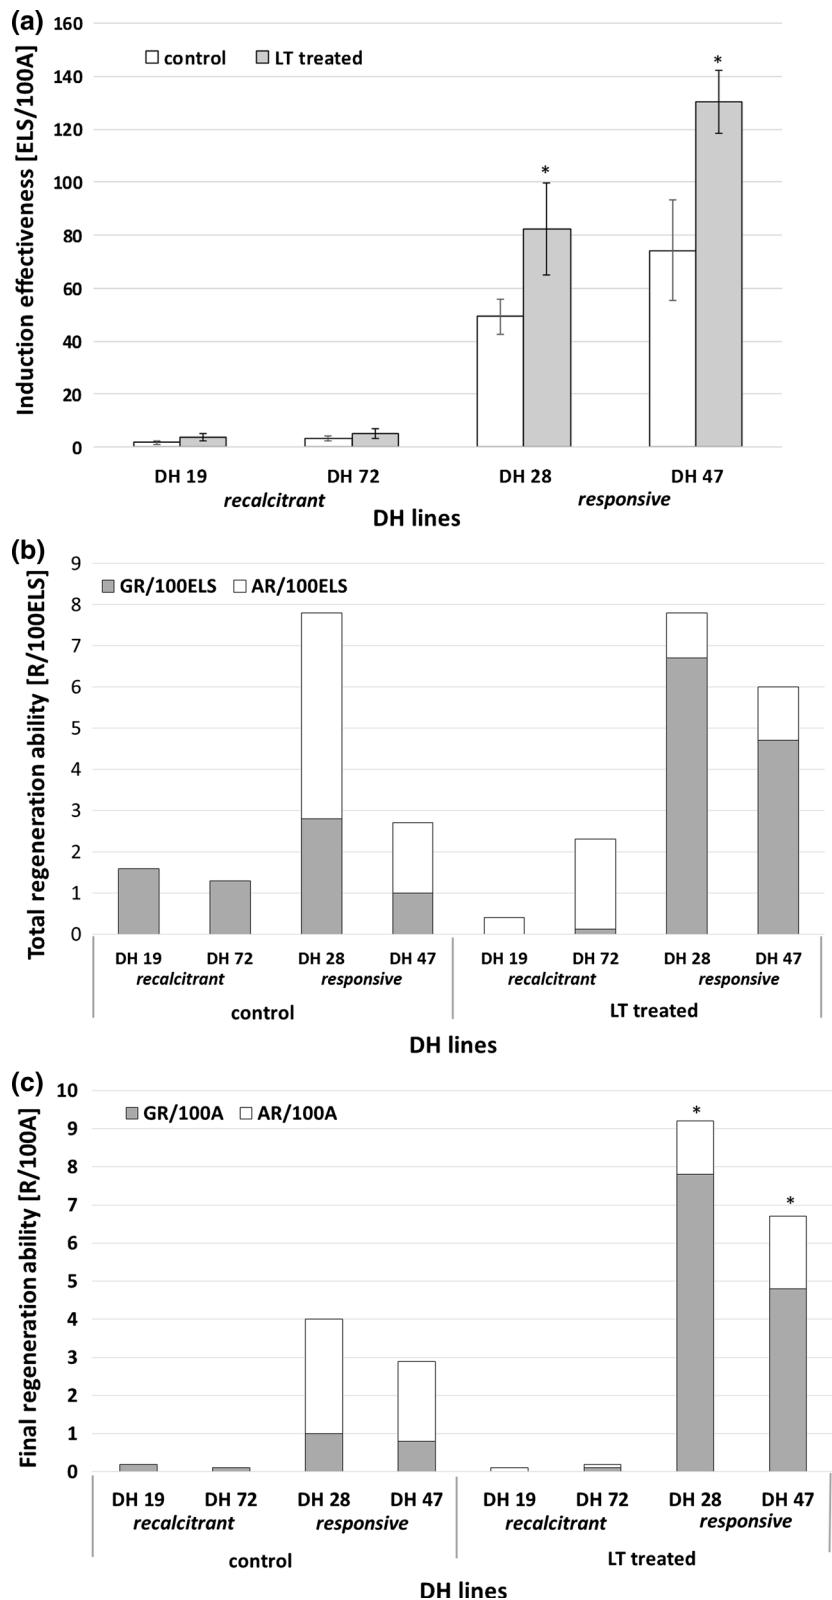 (a)
Induction effectiveness [ELS/100A]
160
140
120
100
80
60
40
20
0
control LT treated
* *
DH 19 DH 72 DH 28 DH 47
recalcitrant responsive
DH lines
(b)
Total regeneration ability [R/100ELS]
9
8
7
6
5
4
3
2
1
0
GR/100ELS AR/100ELS
DH 19 DH 72 DH 28 DH 47 DH 19 DH 72 DH 28 DH 47
recalcitrant responsive recalcitrant responsive
control LT treated
DH lines
(c)
Final regeneration ability [R/100A]
10
9
8
7
6
5
4
3
2
1
0
GR/100A AR/100A
* *
DH 19 DH 72 DH 28 DH 47 DH 19 DH 72 DH 28 DH 47
recalcitrant responsive recalcitrant responsive
control LT treated
DH lines